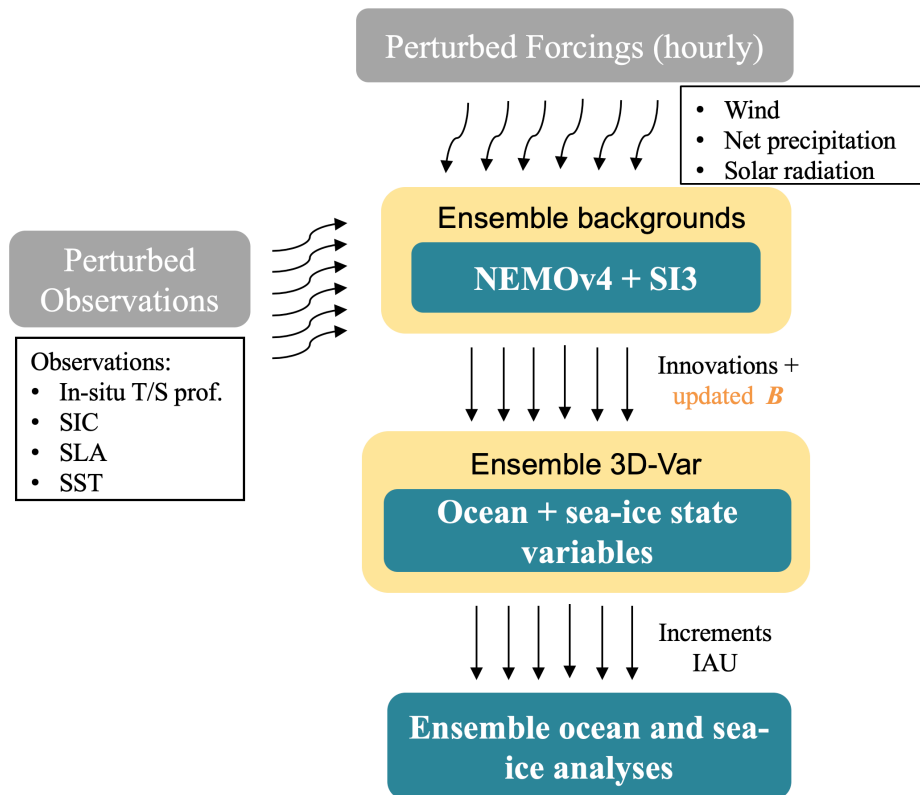 Perturbed Forcings (hourly)
• Wind
• Net precipitation
• Solar radiation
Ensemble backgrounds
NEMOv4 + SI3
Perturbed
Observations
Observations:
• In-situ T/S prof.
• SIC
• SLA
• SST
Innovations +
updated B
Ensemble 3D-Var
Ocean + sea-ice state
variables
Increments
IAU
Ensemble ocean and sea-
ice analyses